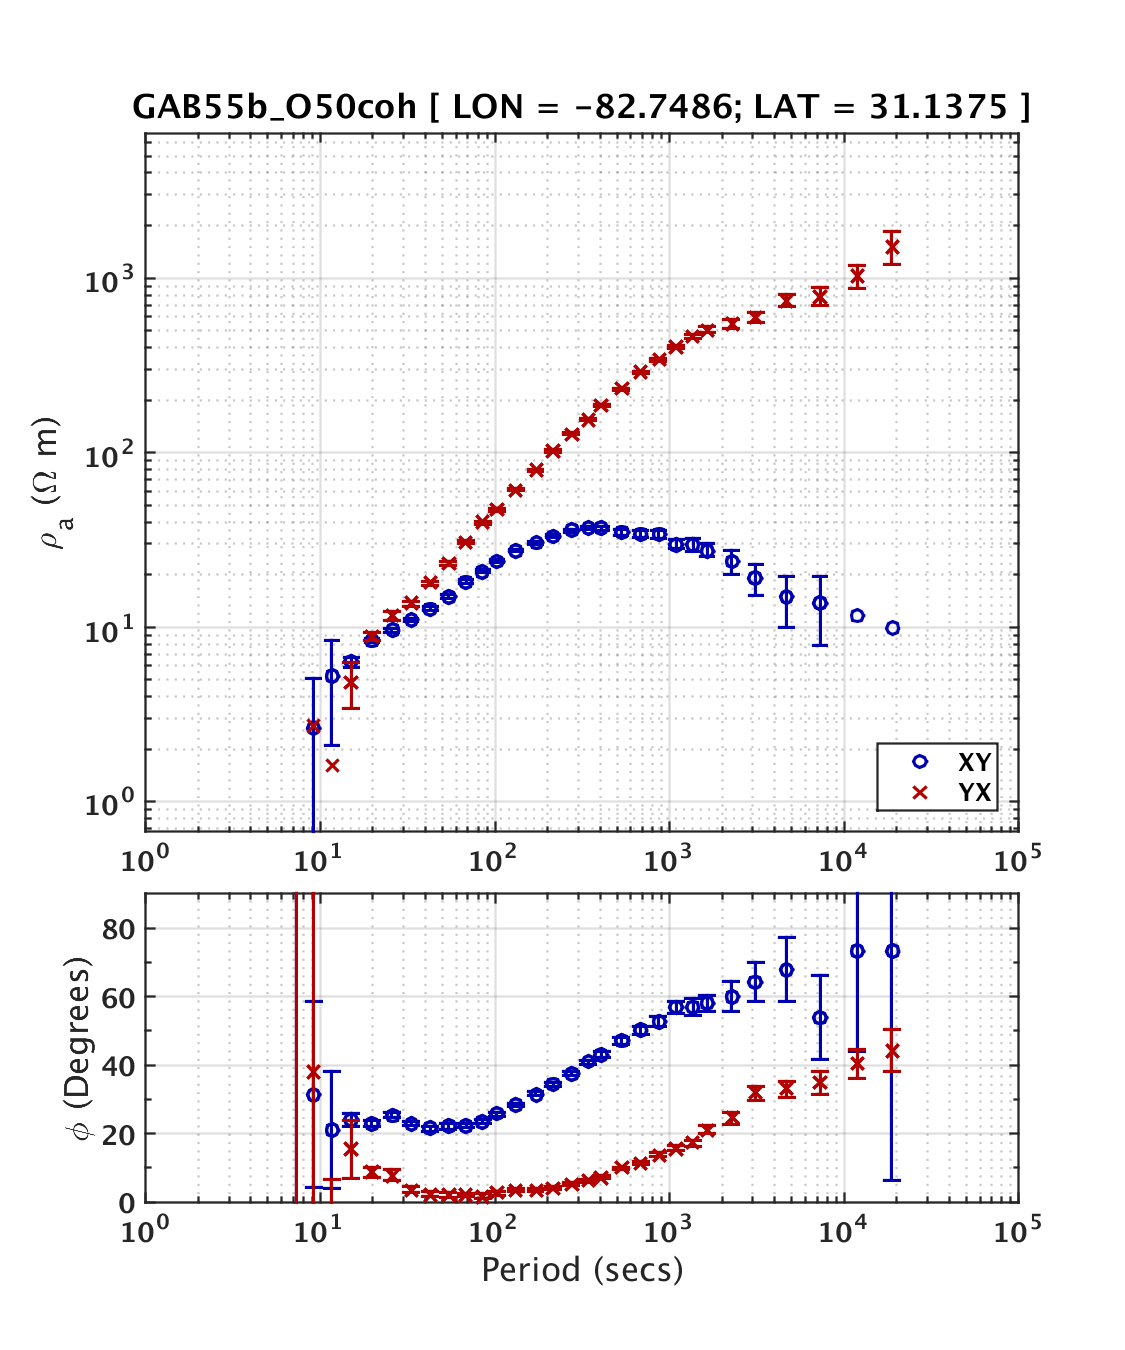 GAB55b_O50coh [ LON = -82.7486; LAT = 31.1375 ]
ρa (Ω m)
10³
10²
10¹
10⁰
XY
YX
10⁰ 10¹ 10² 10³ 10⁴ 10⁵
ϕ (Degrees)
80
60
40
20
0
10⁰ 10¹ 10² 10³ 10⁴ 10⁵
Period (secs)